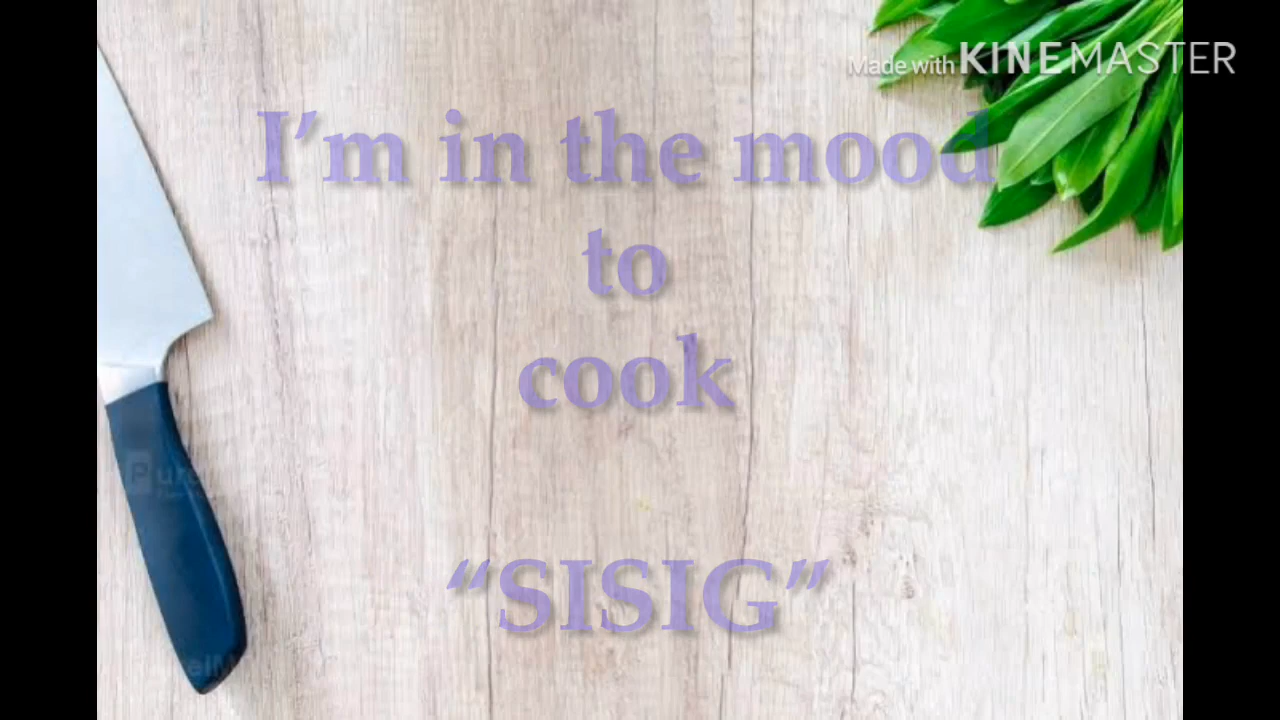 Made with KINEMASTER
I’m in the mood
to
cook
“SISIG”